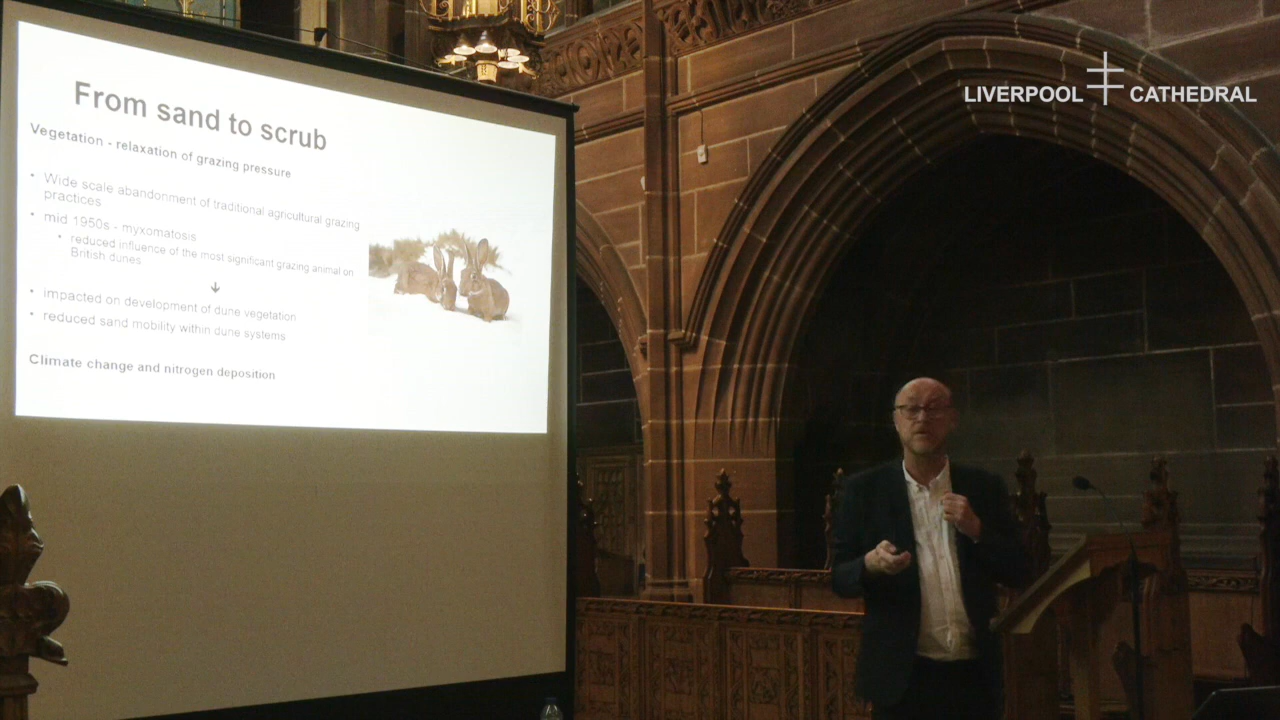 LIVERPOOL CATHEDRAL
From sand to scrub
Vegetation - relaxation of grazing pressure
• Wide scale abandonment of traditional agricultural grazing
practices
• mid 1950s - myxomatosis
• reduced influence of the most significant grazing animal on
British dunes
• impacted on development of dune vegetation
• reduced sand mobility within dune systems
Climate change and nitrogen deposition